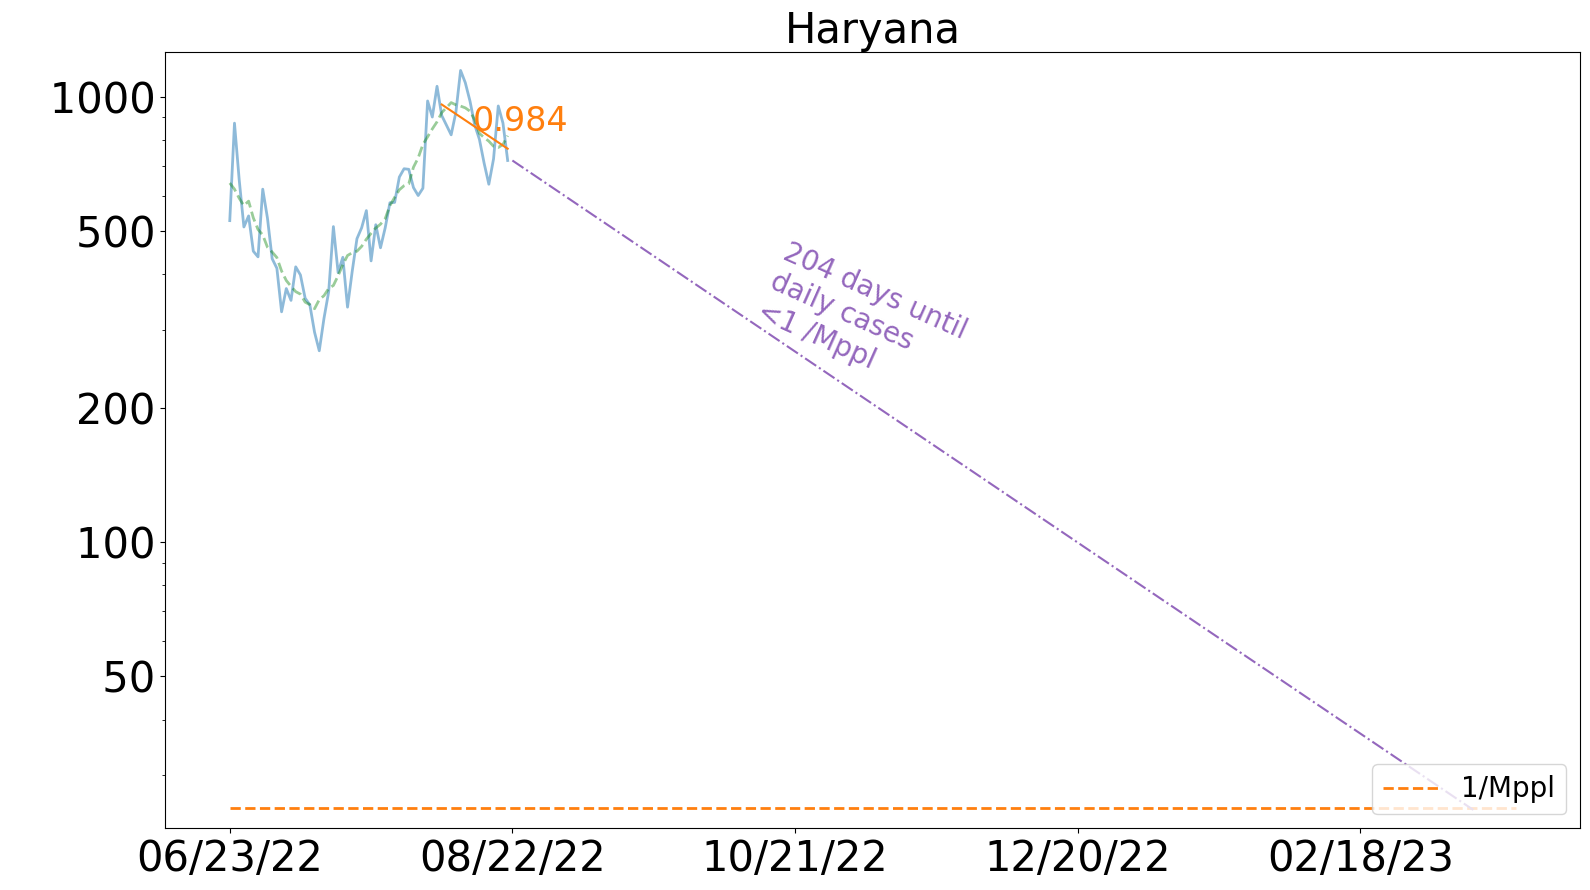 Haryana
1000
500
200
100
50
0.984
204 days until
daily cases
<1 /Mppl
1/Mppl
06/23/22
08/22/22
10/21/22
12/20/22
02/18/23